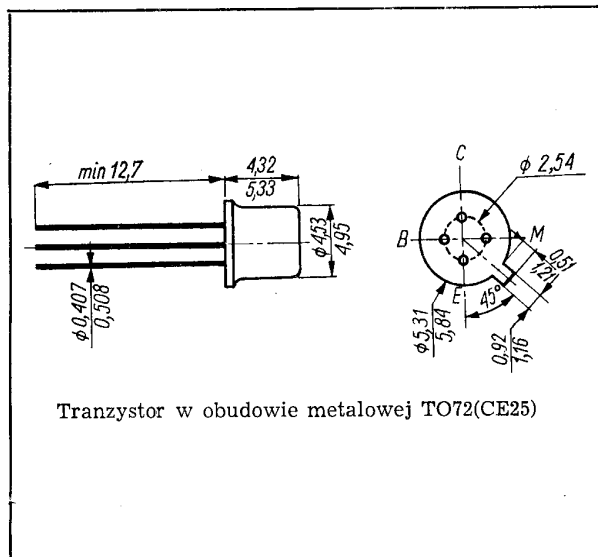 min 12,7
4,32
5,33
ϕ 4,53
4,95
ϕ 0,407
0,508
C
ϕ 2,54
B
M
E
45°
0,51
1,21
ϕ 5,31
5,84
0,92
1,16
Tranzystor w obudowie metalowej TO72(CE25)